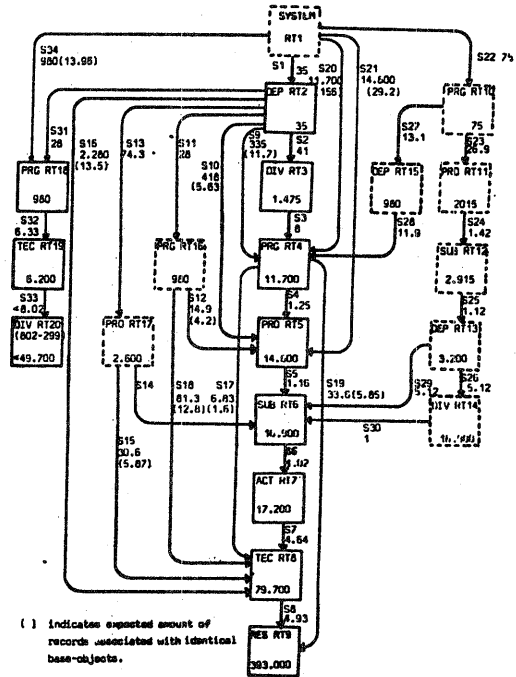 SYSTEM
RT1
S34
980(13.96)
S1
35
S20
11.700
(156)
S21
14.600
(29.2)
S22 75
DEP RT2
35
PRG RT10
75
S31
28
S16
2.280
(13.5)
S13
74.3
S11
28
S10
418
(5.63)
S9
335
(11.7)
S2
41
S27
13.1
S23
26.9
PRG RT18
980
DIV RT3
1.475
DEP RT15
980
PRO RT11
2015
S32
6.33
S3
8
S28
11.9
S24
1.42
TEC RT19
6.200
PRG RT16
980
PRG RT4
11.700
SUB RT12
2.915
S33
<8.02
S12
14.9
(4.2)
S4
1.25
S25
1.12
DIV RT20
(802-299)
<49.700
PRO RT17
2.600
PRO RT5
14.600
DEP RT13
3.200
S14
S18
81.3
(12.8)
S17
6.83
(1.6)
S5
1.16
S19
33.6(5.85)
S29
5.12
S26
5.12
SUB RT6
16.900
DIV RT14
S30
1
S15
30.6
(5.87)
S6
1.02
ACT RT7
17.200
S7
4.64
TEC RT8
79.700
S8
4.93
RES RT9
393.000
( ) indicates expected amount of
records associated with identical
base-objects.